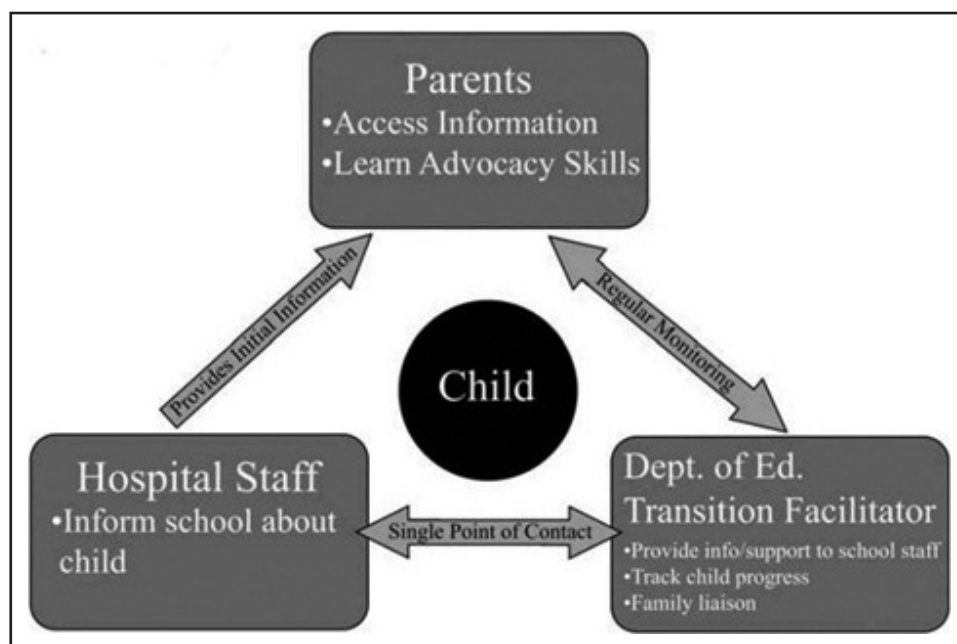 Parents
•Access Information
•Learn Advocacy Skills
Provides Initial Information
Regular Monitoring
Child
Hospital Staff
•Inform school about
child
Single Point of Contact
Dept. of Ed.
Transition Facilitator
•Provide info/support to school staff
•Track child progress
•Family liaison